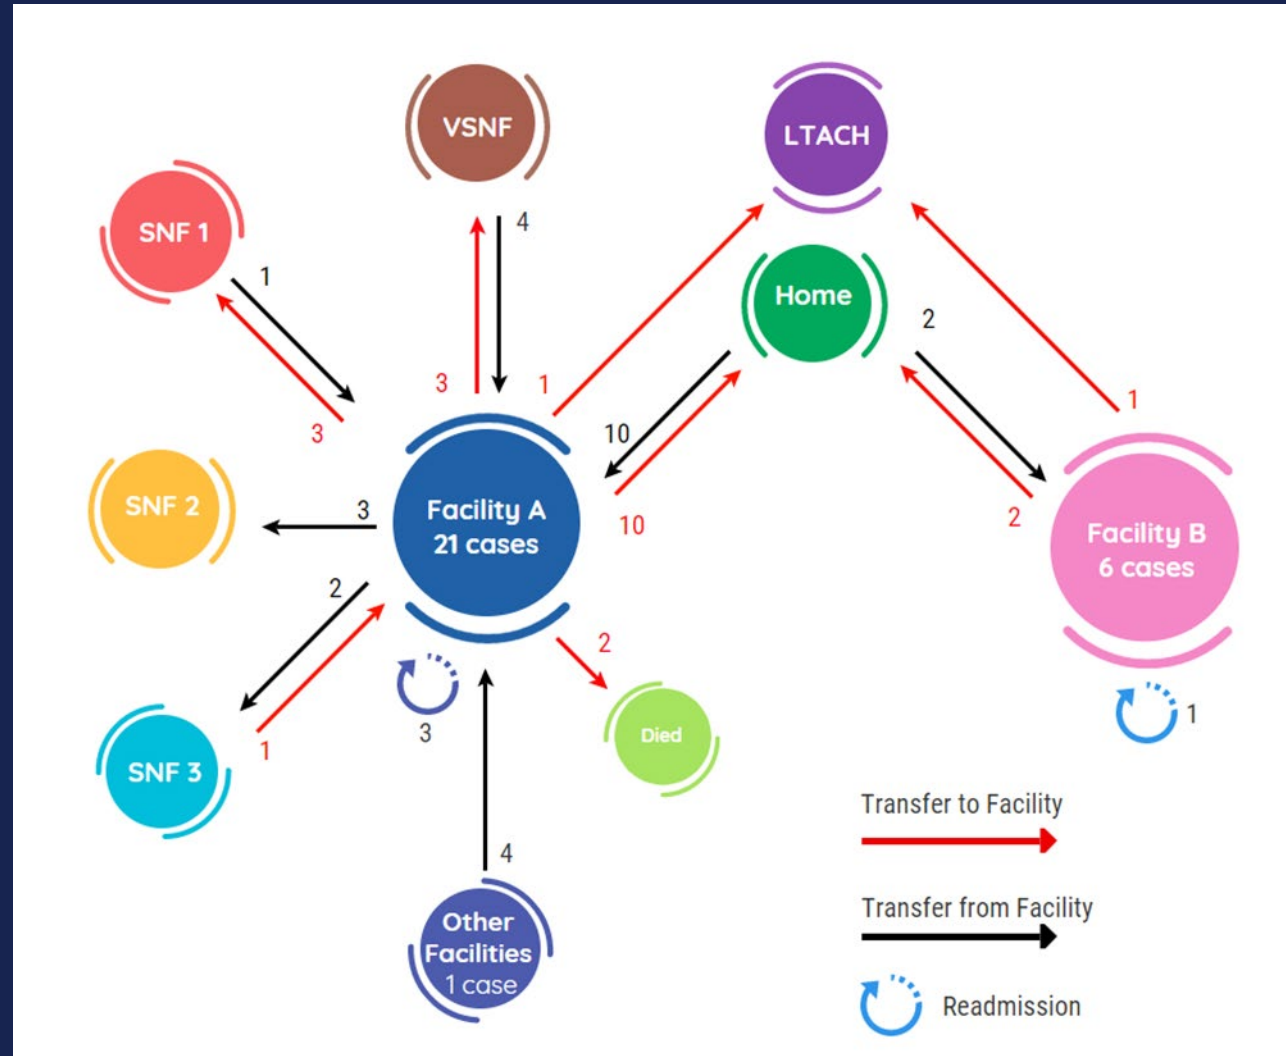 VSNF
LTACH
SNF 1
4
1
Home
2
3
1
1
3
10
SNF 2
3
Facility A
21 cases
10
2
Facility B
6 cases
2
2
3
1
SNF 3
1
Died
Transfer to Facility
4
Transfer from Facility
Other
Facilities
1 case
Readmission